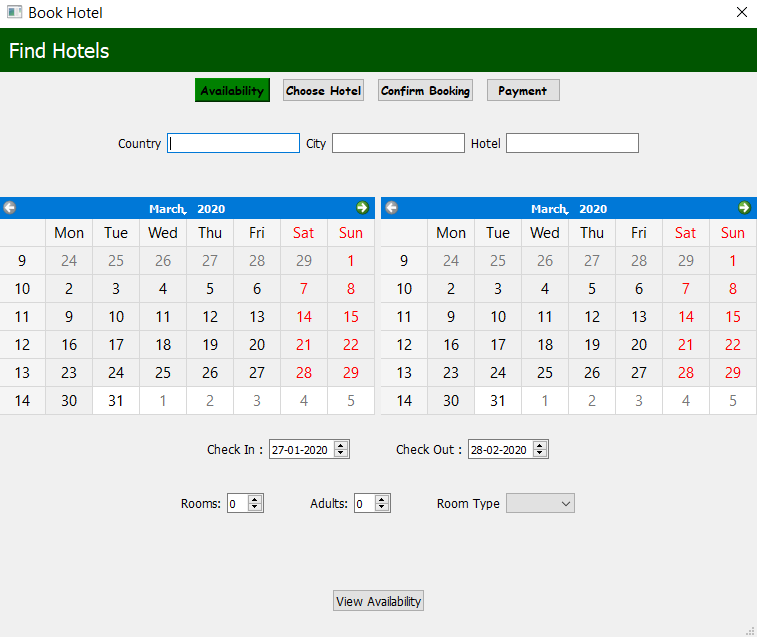 Book Hotel
Find Hotels
Availability Choose Hotel Confirm Booking Payment
Country City Hotel
March, 2020 March, 2020
Mon Tue Wed Thu Fri Sat Sun Mon Tue Wed Thu Fri Sat Sun
9 24 25 26 27 28 29 1 9 24 25 26 27 28 29 1
10 2 3 4 5 6 7 8 10 2 3 4 5 6 7 8
11 9 10 11 12 13 14 15 11 9 10 11 12 13 14 15
12 16 17 18 19 20 21 22 12 16 17 18 19 20 21 22
13 23 24 25 26 27 28 29 13 23 24 25 26 27 28 29
14 30 31 1 2 3 4 5 14 30 31 1 2 3 4 5
Check In : 27-01-2020 Check Out : 28-02-2020
Rooms: 0 Adults: 0 Room Type
View Availability